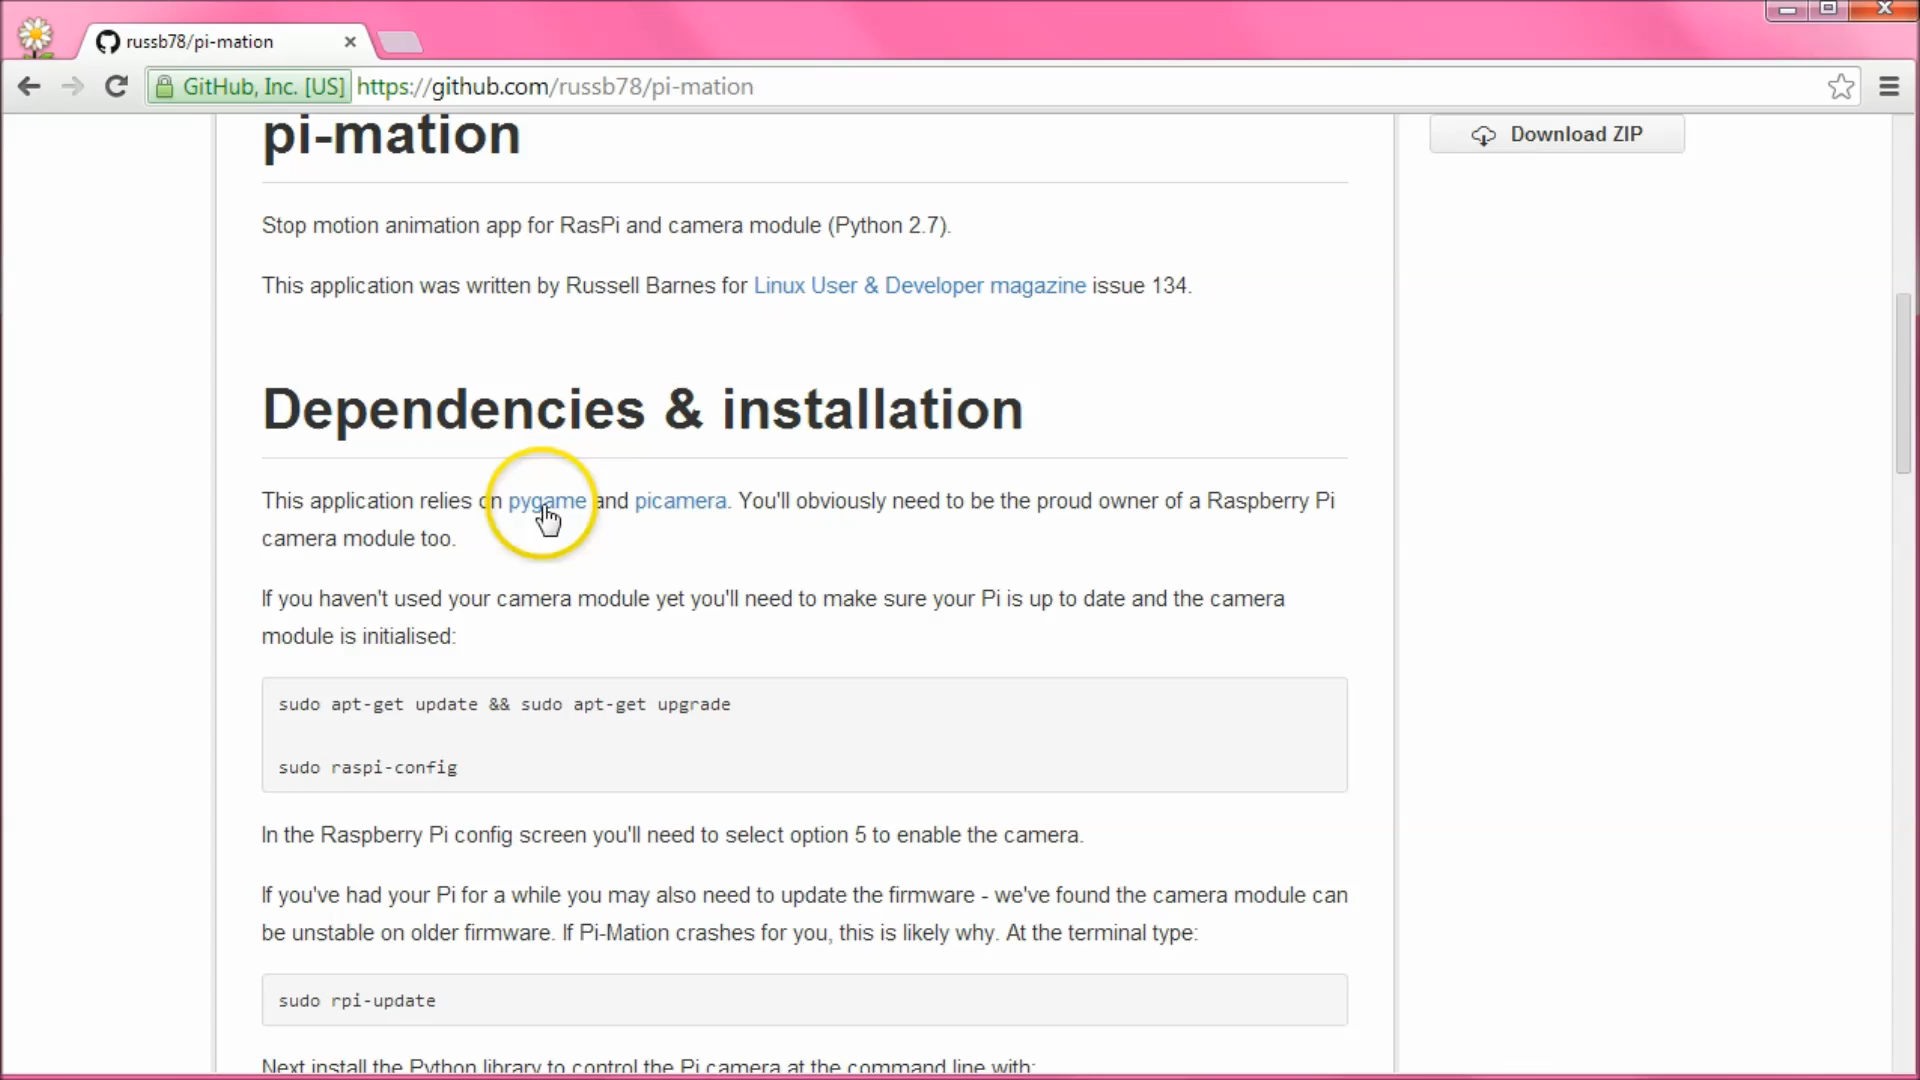 russb78/pi-mation
GitHub, Inc. [US] https://github.com/russb78/pi-mation
pi-mation
Download ZIP
Stop motion animation app for RasPi and camera module (Python 2.7).
This application was written by Russell Barnes for Linux User & Developer magazine issue 134.
Dependencies & installation
This application relies on pygame and picamera. You'll obviously need to be the proud owner of a Raspberry Pi
camera module too.
If you haven't used your camera module yet you'll need to make sure your Pi is up to date and the camera
module is initialised:
sudo apt-get update && sudo apt-get upgrade
sudo raspi-config
In the Raspberry Pi config screen you'll need to select option 5 to enable the camera.
If you've had your Pi for a while you may also need to update the firmware - we've found the camera module can
be unstable on older firmware. If Pi-Mation crashes for you, this is likely why. At the terminal type:
sudo rpi-update
Next install the Python library to control the Pi camera at the command line with: